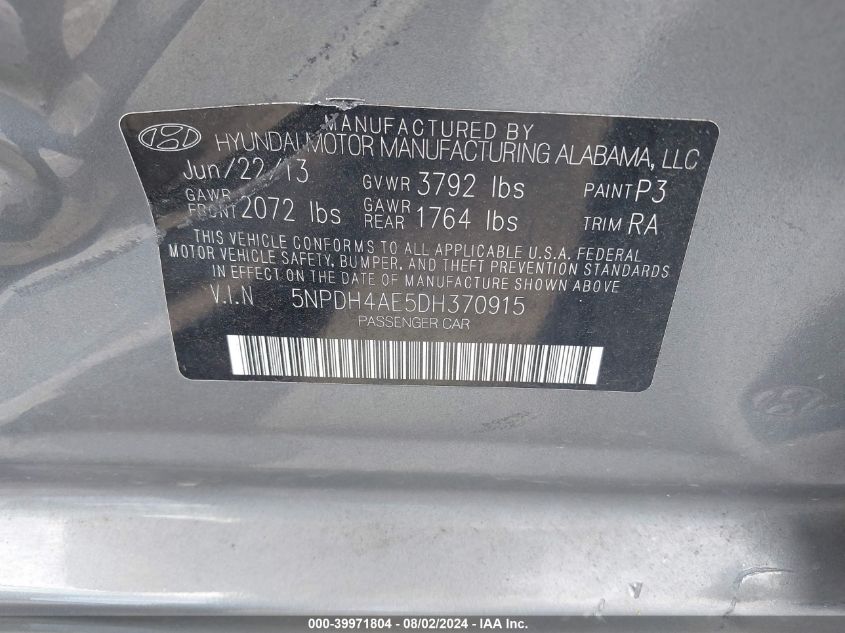 MANUFACTURED BY
HYUNDAI MOTOR MANUFACTURING ALABAMA, LLC
Jun/22/13 GVWR 3792 lbs PAINT P3
GAWR FRONT 2072 lbs GAWR REAR 1764 lbs TRIM RA
THIS VEHICLE CONFORMS TO ALL APPLICABLE U.S.A. FEDERAL
MOTOR VEHICLE SAFETY, BUMPER, AND THEFT PREVENTION STANDARDS
IN EFFECT ON THE DATE OF MANUFACTURE SHOWN ABOVE
V.I.N 5NPDH4AE5DH370915
PASSENGER CAR
000-39971804 - 08/02/2024 - IAA Inc.